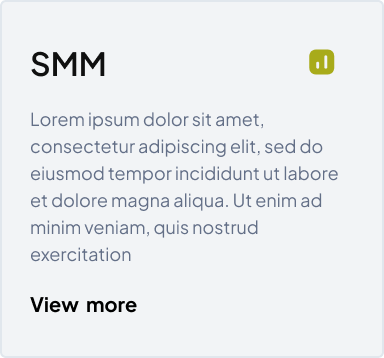 SMM
Lorem ipsum dolor sit amet,
consectetur adipiscing elit, sed do
eiusmod tempor incididunt ut labore
et dolore magna aliqua. Ut enim ad
minim veniam, quis nostrud
exercitation
View more